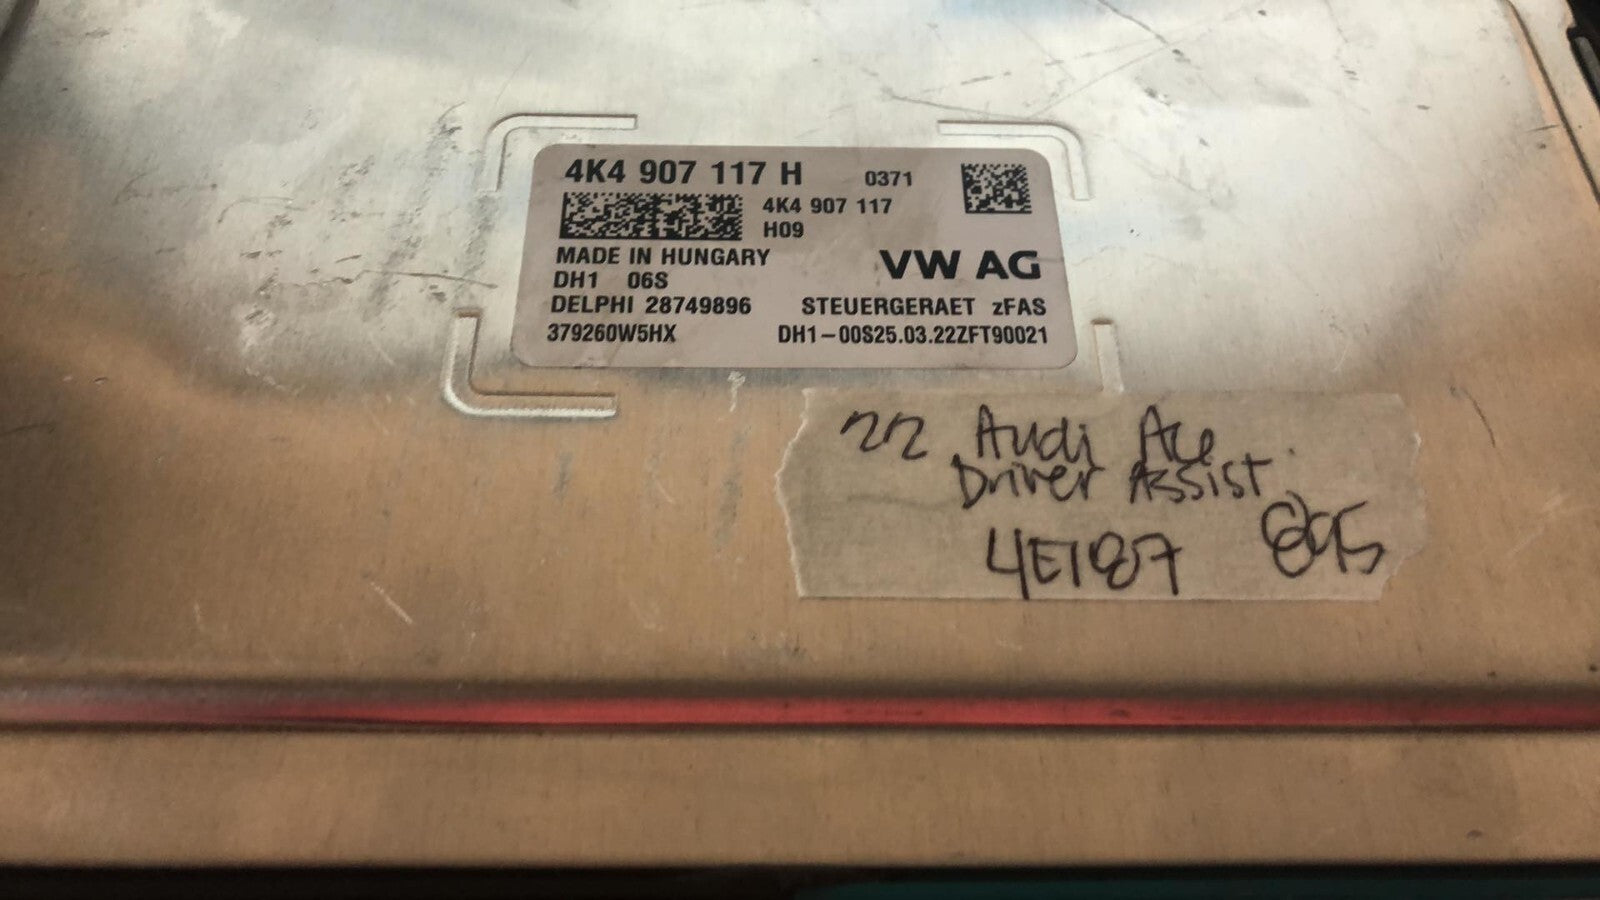 4K4 907 117 H 0371
4K4 907 117
H09
MADE IN HUNGARY VW AG
DH1 06S
DELPHI 28749896 STEUERGERAET zFAS
379260W5HX DH1-00S25.03.22ZFT90021
22 Audi
Driver Assist
4E187